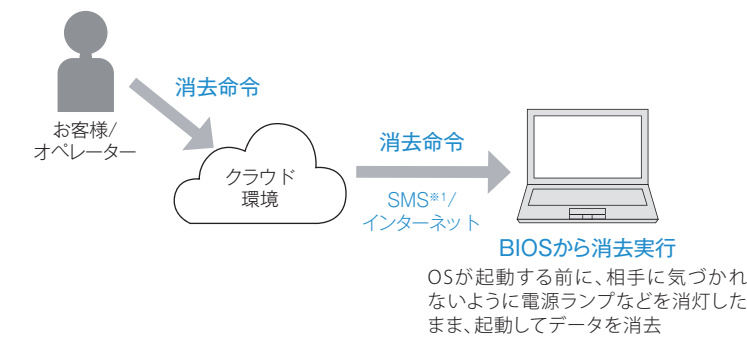 消去命令
お客様/
オペレーター
クラウド
環境
消去命令
SMS※1/
インターネット
BIOSから消去実行
OSが起動する前に、相手に気づかれ
ないように電源ランプなどを消灯した
まま、起動してデータを消去